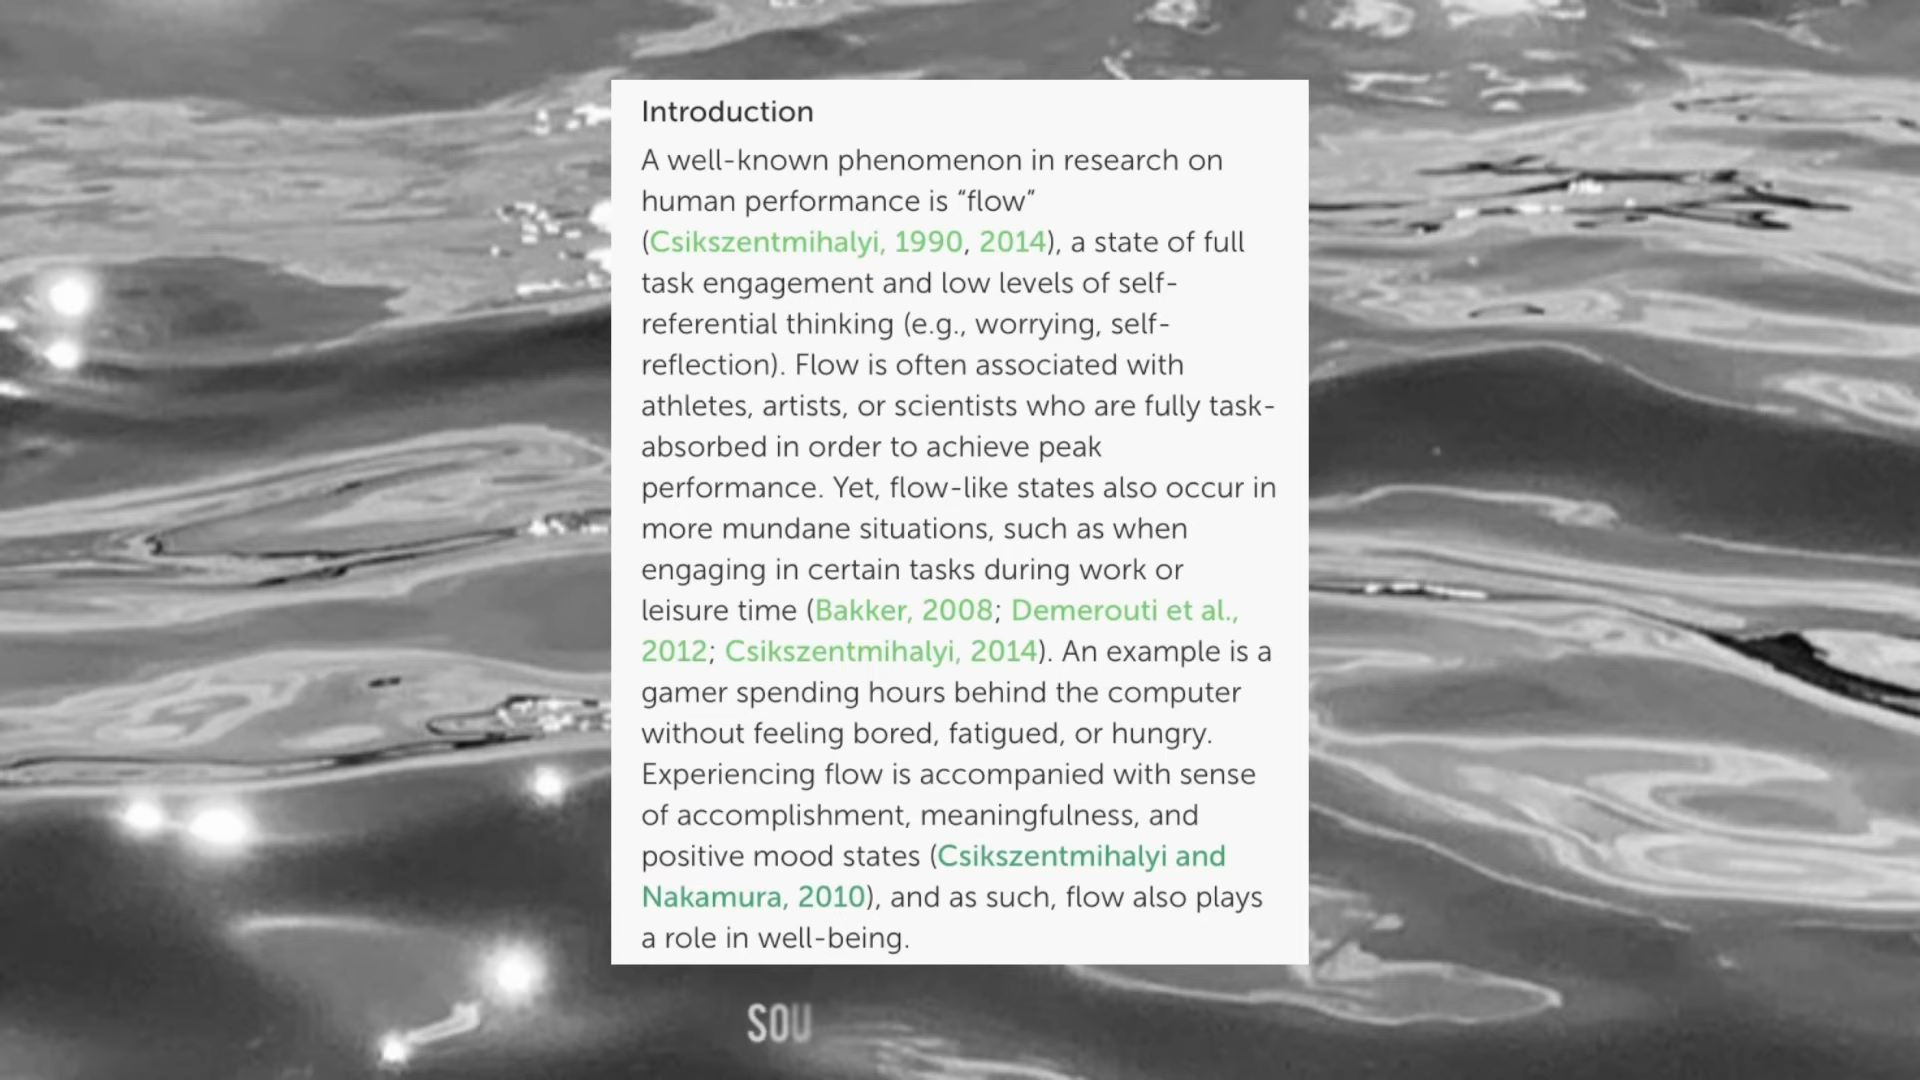 Introduction
A well-known phenomenon in research on
human performance is “flow”
(Csikszentmihalyi, 1990, 2014), a state of full
task engagement and low levels of self-
referential thinking (e.g., worrying, self-
reflection). Flow is often associated with
athletes, artists, or scientists who are fully task-
absorbed in order to achieve peak
performance. Yet, flow-like states also occur in
more mundane situations, such as when
engaging in certain tasks during work or
leisure time (Bakker, 2008; Demerouti et al.,
2012; Csikszentmihalyi, 2014). An example is a
gamer spending hours behind the computer
without feeling bored, fatigued, or hungry.
Experiencing flow is accompanied with sense
of accomplishment, meaningfulness, and
positive mood states (Csikszentmihalyi and
Nakamura, 2010), and as such, flow also plays
a role in well-being.
SOU